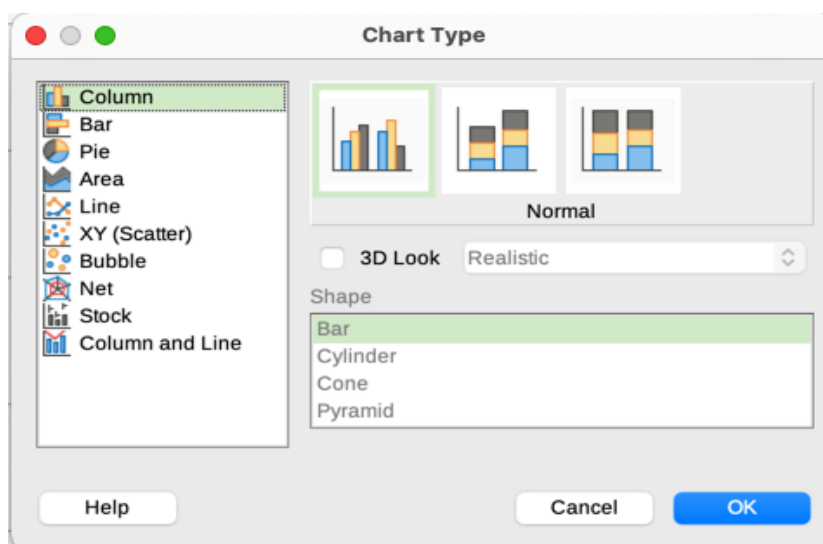 Chart Type
Column
Bar
Pie
Area
Line
XY (Scatter)
Bubble
Net
Stock
Column and Line
Normal
3D Look
Realistic
Shape
Bar
Cylinder
Cone
Pyramid
Help
Cancel
OK